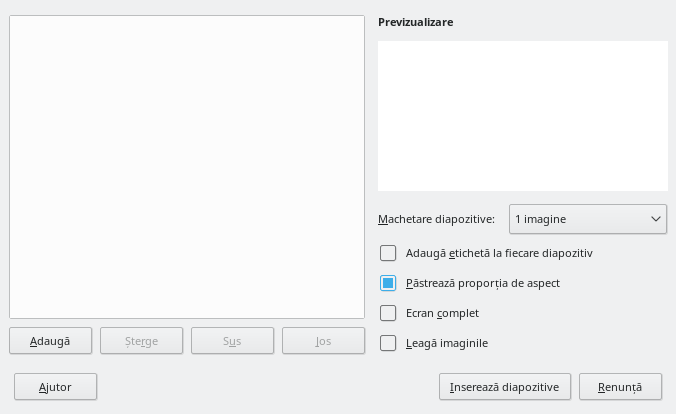 Previzualizare
Machetare diapozitive: 1 imagine
Adaugă etichetă la fiecare diapozitiv
Păstrează proporția de aspect
Ecran complet
Leagă imaginile
Adaugă Șterge Sus Jos
Ajutor Inserează diapozitive Renunță